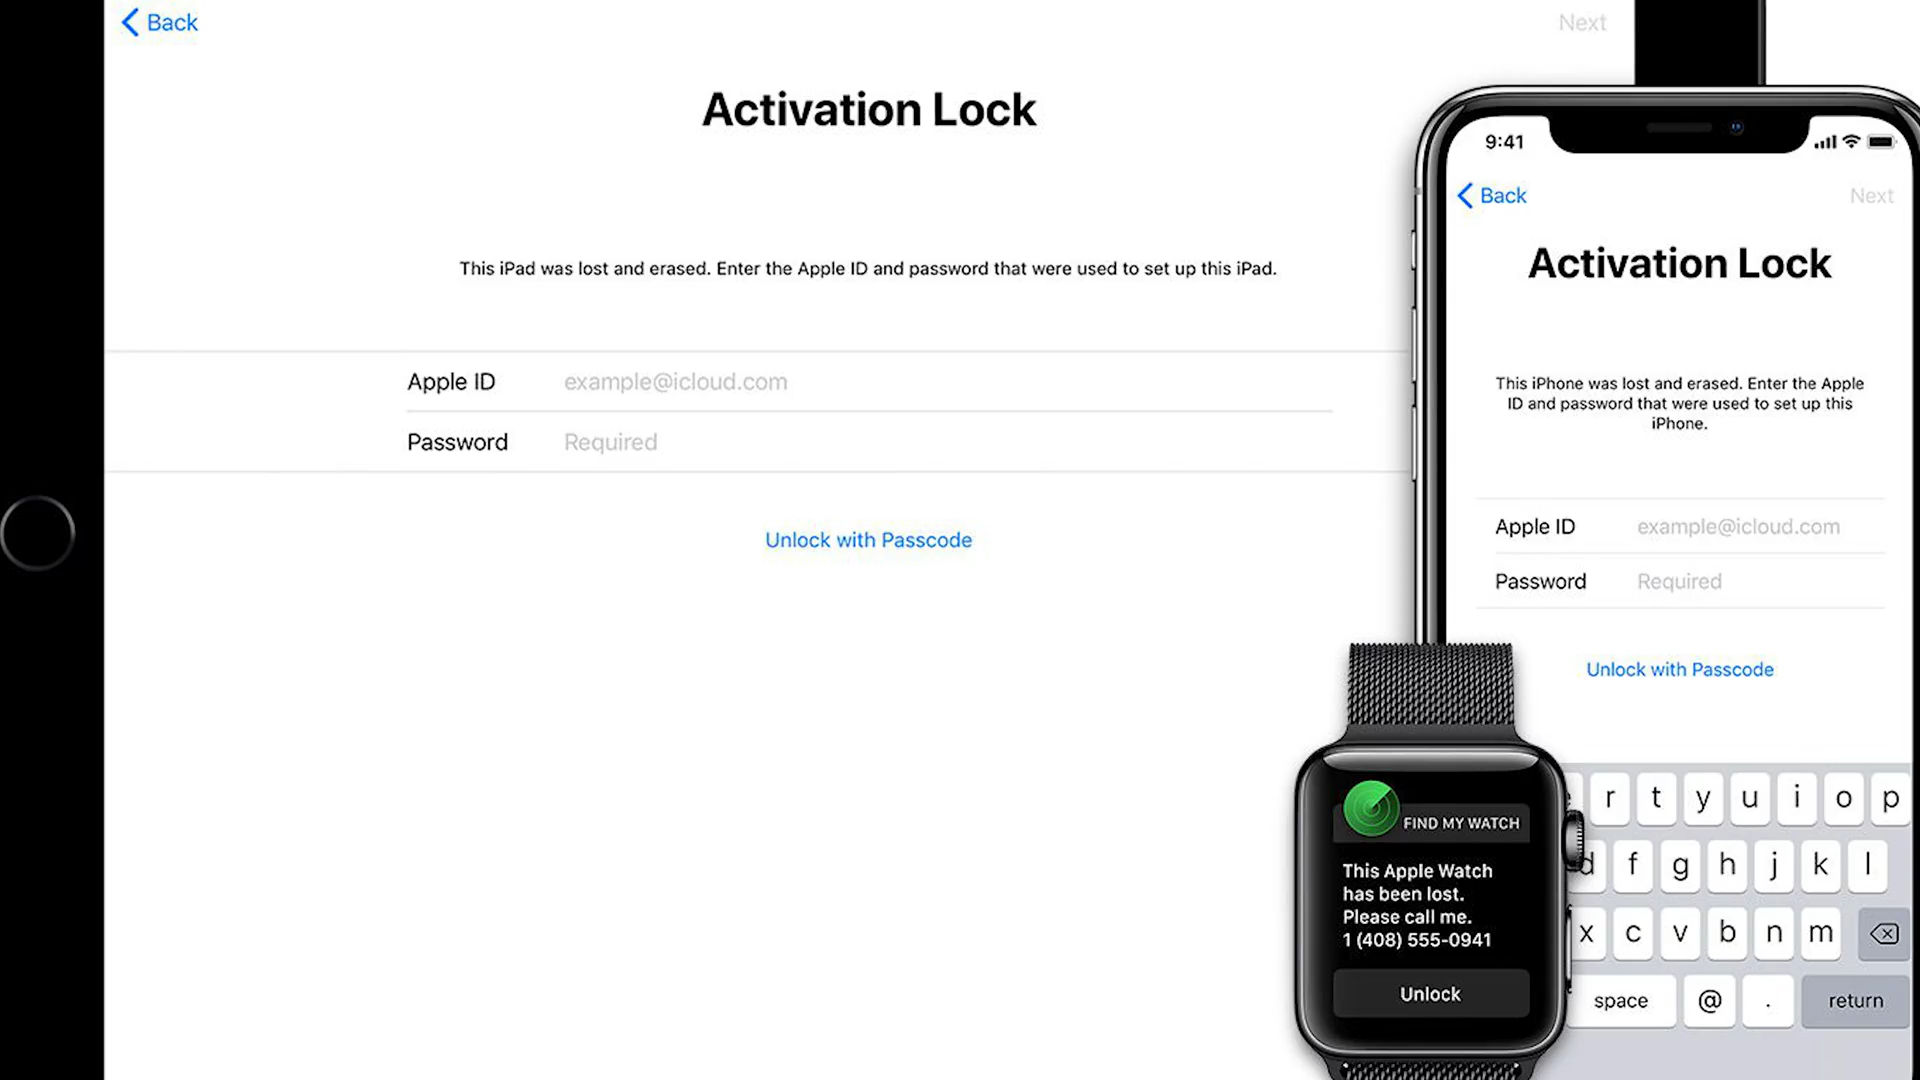 Back
Next
Activation Lock
This iPad was lost and erased. Enter the Apple ID and password that were used to set up this iPad.
Apple ID example@icloud.com
Password Required
Unlock with Passcode
9:41
Back
Next
Activation Lock
This iPhone was lost and erased. Enter the Apple
ID and password that were used to set up this
iPhone.
Apple ID example@icloud.com
Password Required
Unlock with Passcode
r t y u i o p
d f g h j k l
x c v b n m
space @ . return
FIND MY WATCH
This Apple Watch
has been lost.
Please call me.
1 (408) 555-0941
Unlock